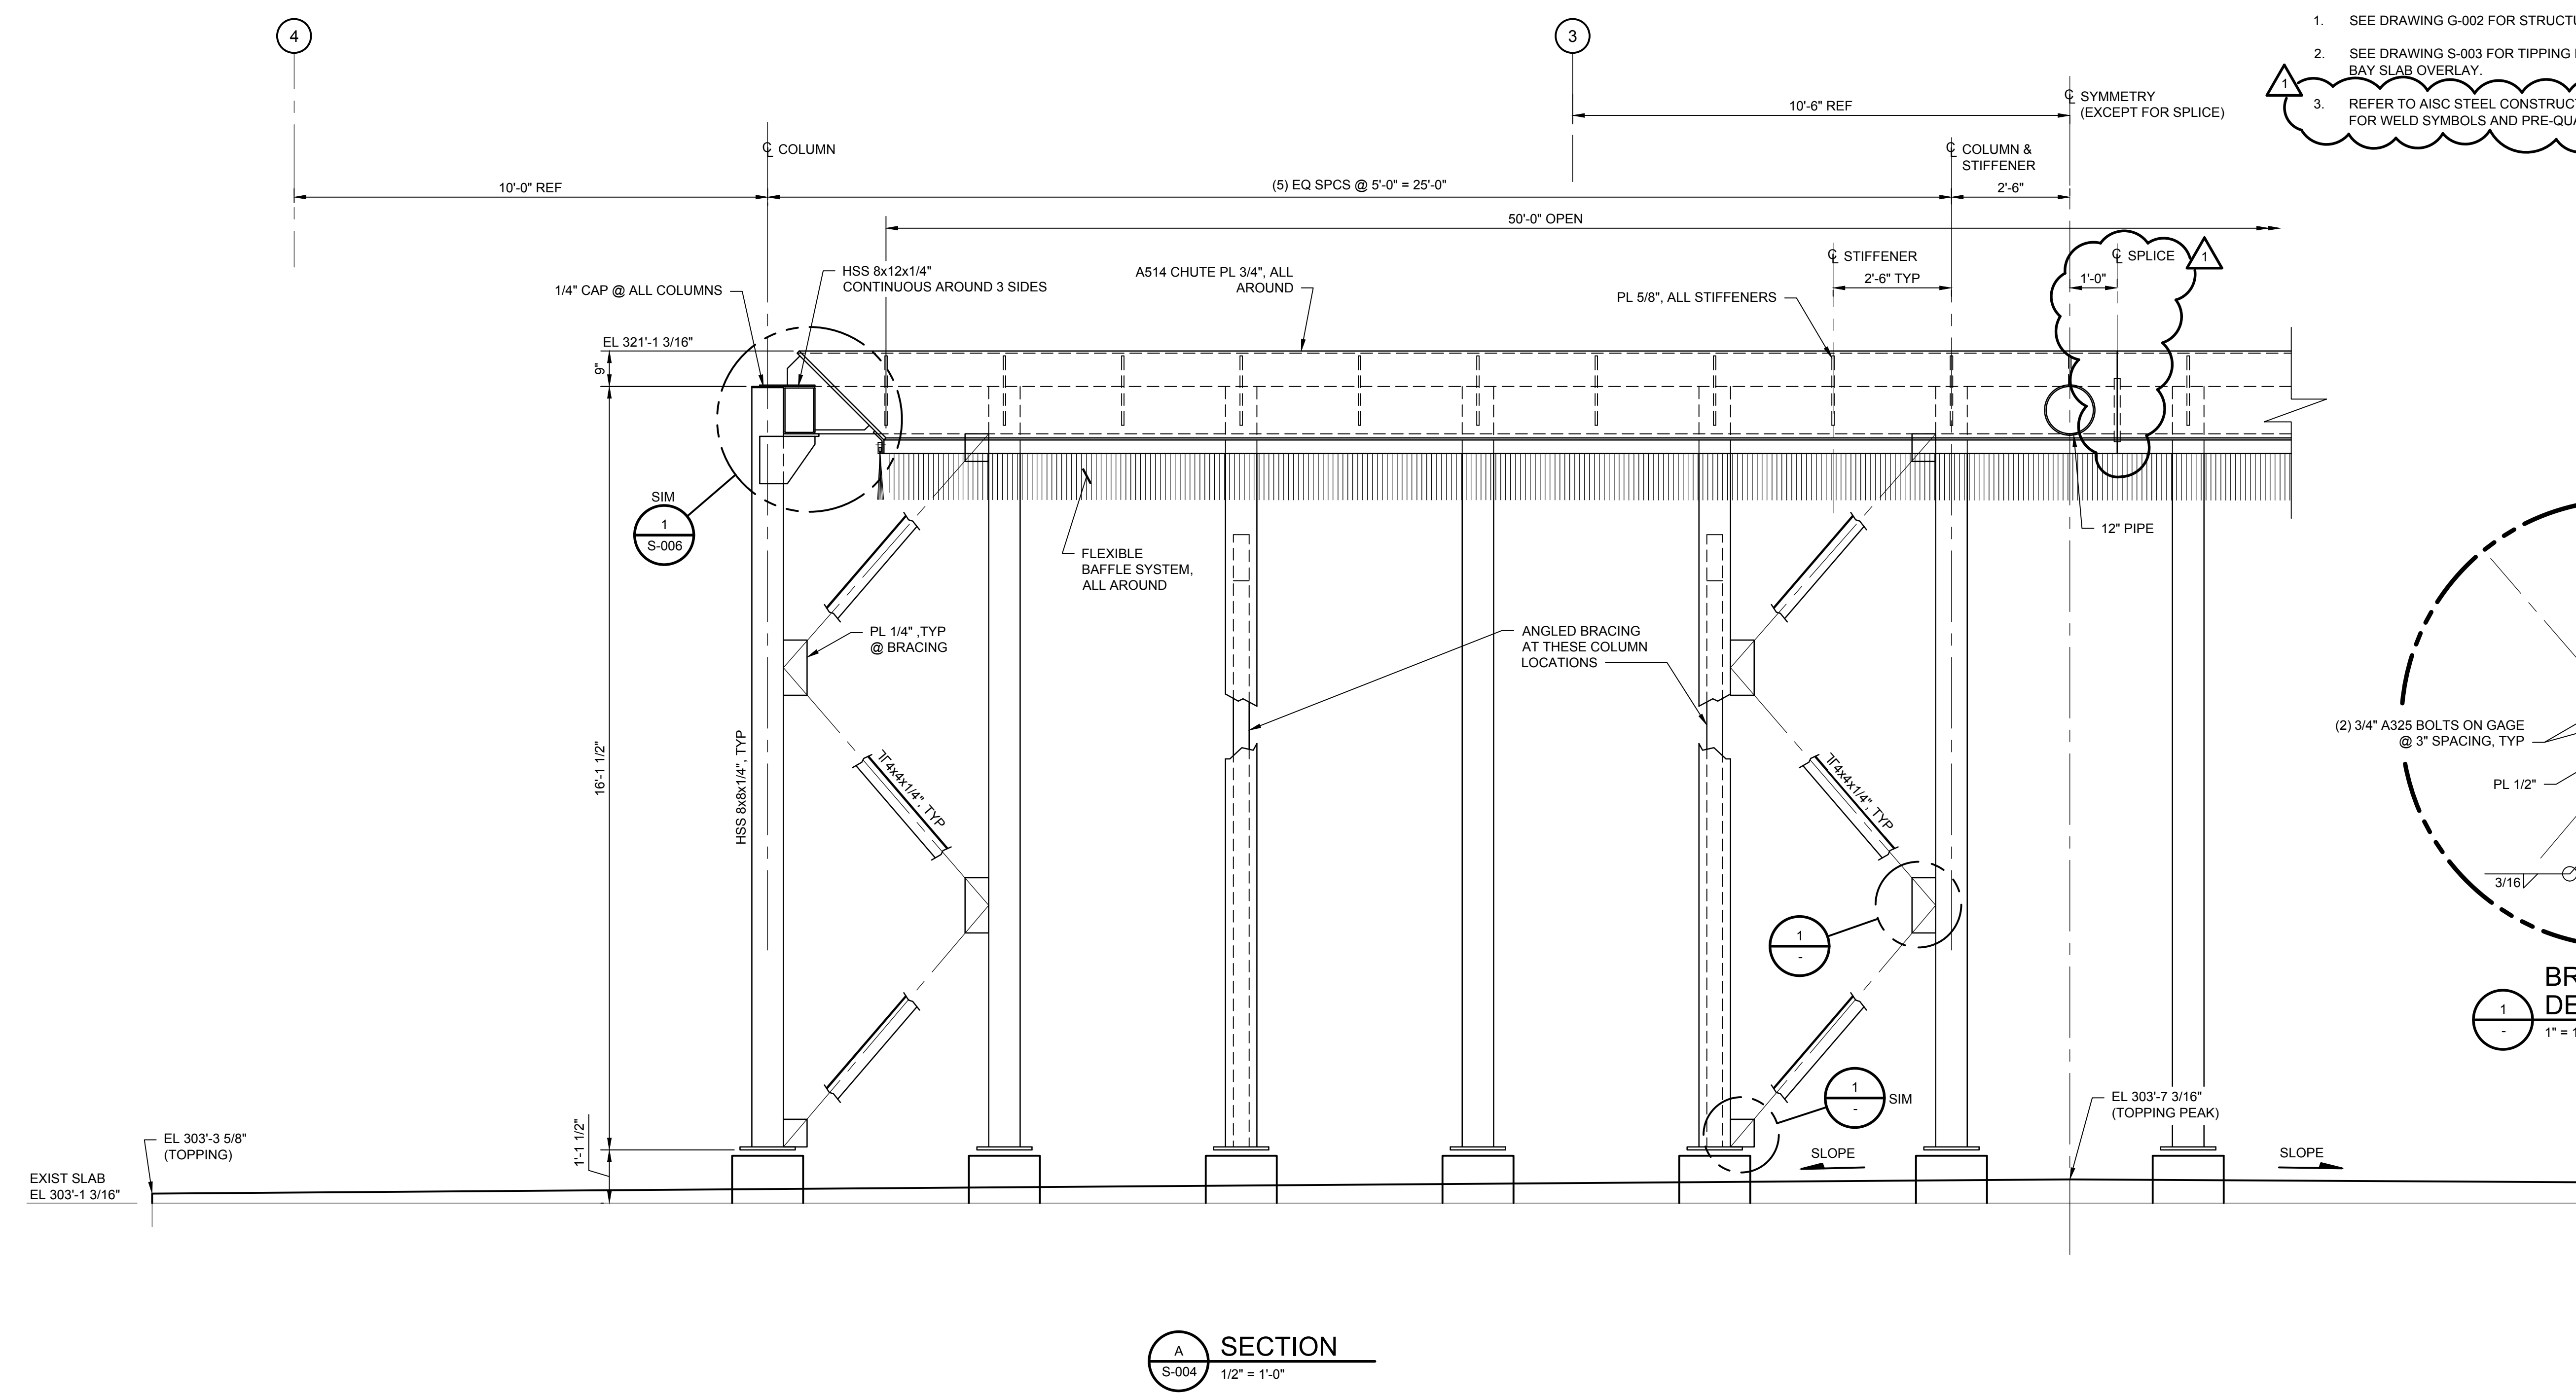 4
3
1. SEE DRAWING G-002 FOR
2. SEE DRAWING S-003 FOR TIPPING
BAY SLAB OVERLAY.
1
3. REFER TO AISC STEEL
FOR WELD SYMBOLS AND
10'-6" REF
℄ SYMMETRY
(EXCEPT FOR SPLICE)
℄ COLUMN
℄ COLUMN &
STIFFENER
10'-0" REF
(5) EQ SPCS @ 5'-0" = 25'-0"
2'-6"
50'-0" OPEN
℄ STIFFENER
℄ SPLICE
1
2'-6" TYP
1'-0"
HSS 8x12x1/4"
CONTINUOUS AROUND 3 SIDES
1/4" CAP @ ALL COLUMNS
A514 CHUTE PL 3/4", ALL
AROUND
PL 5/8", ALL STIFFENERS
EL 321'-1 3/16"
9"
SIM
1
S-006
12" PIPE
FLEXIBLE
BAFFLE SYSTEM,
ALL AROUND
PL 1/4" ,TYP
@ BRACING
ANGLED BRACING
AT THESE COLUMN
LOCATIONS
16'-1 1/2"
HSS 8x8x1/4", TYP
4x4x1/4", TYP
4x4x1/4", TYP
(2) 3/4" A325 BOLTS ON GAGE
@ 3" SPACING, TYP
PL 1/2"
3/16
1
-
1
-
1"
1
-
SIM
EL 303'-7 3/16"
(TOPPING PEAK)
1'-1 1/2"
EL 303'-3 5/8"
(TOPPING)
SLOPE
SLOPE
EXIST SLAB
EL 303'-1 3/16"
A
S-004
SECTION
1/2" = 1'-0"